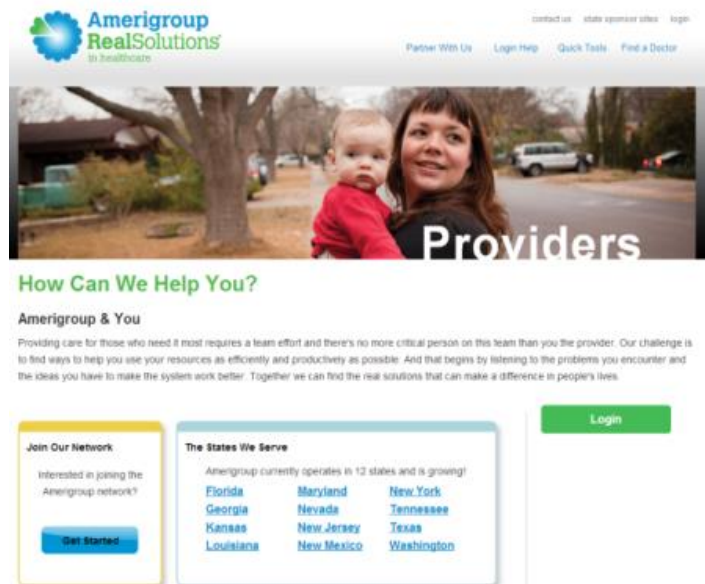 Amerigroup
RealSolutions
in healthcare
contact us state sponsor sites login
Partner With Us Login Help Quick Tools Find a Doctor
Providers
How Can We Help You?
Amerigroup & You
Providing care for those who need it most requires a team effort and there's no more critical person on this team than you the provider. Our challenge is
to find ways to help you use your resources as efficiently and productively as possible. And that begins by listening to the problems you encounter and
the ideas you have to make the system work better. Together we can find the real solutions that can make a difference in people's lives.
Login
Join Our Network
Interested in joining the
Amerigroup network?
Get Started
The States We Serve
Amerigroup currently operates in 12 states and is growing!
Florida Maryland New York
Georgia Nevada Tennessee
Kansas New Jersey Texas
Louisiana New Mexico Washington